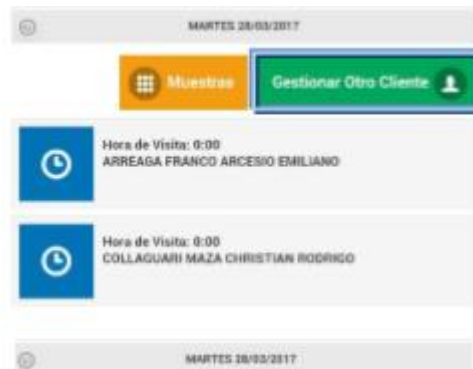 MARTES 28/03/2017
Muestras
Gestionar Otro Cliente
Hora de Visita: 0:00
ARREAGA FRANCO ARCESIO EMILIANO
Hora de Visita: 0:00
COLLAGUARI MAZA CHRISTIAN RODRIGO
MARTES 28/03/2017